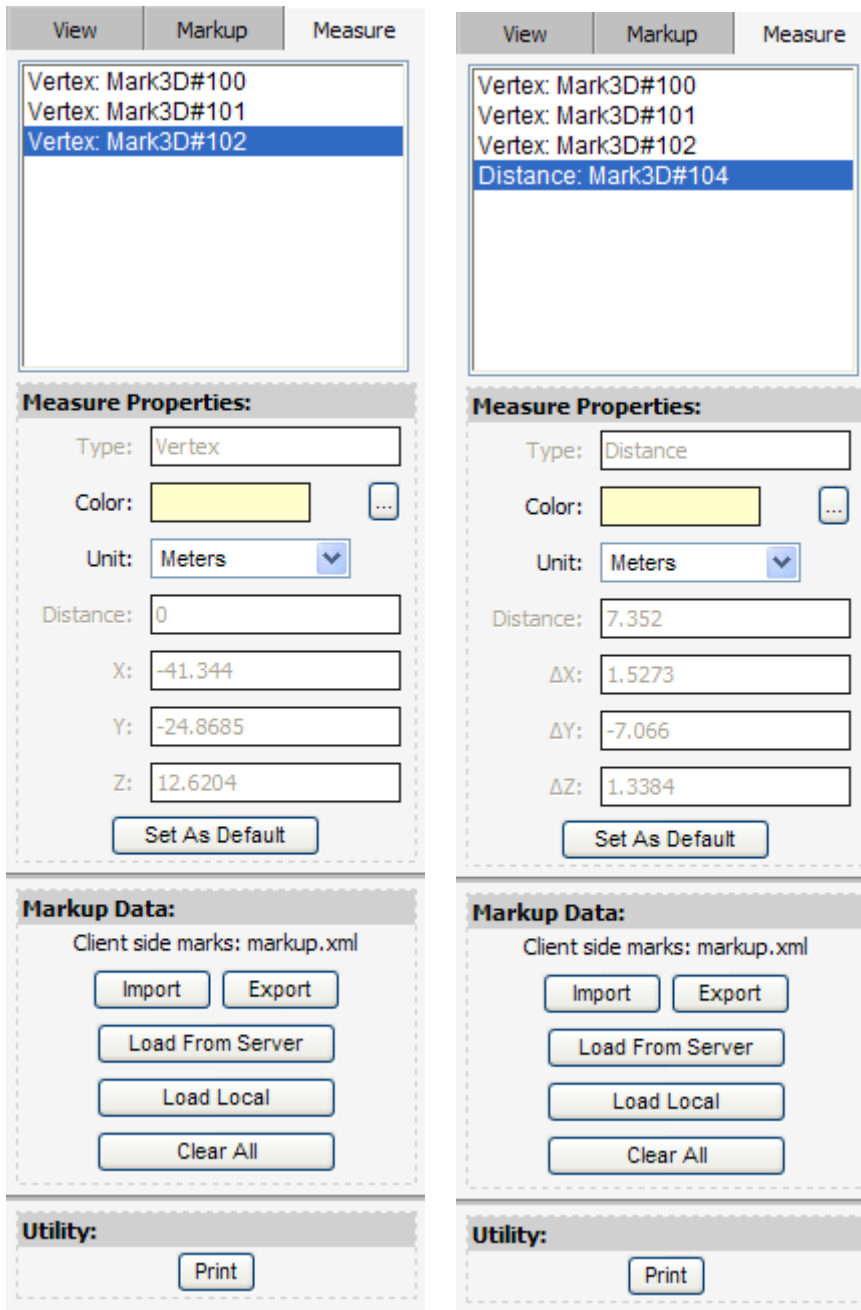 View Markup Measure
Vertex: Mark3D#100
Vertex: Mark3D#101
Vertex: Mark3D#102
Measure Properties:
Type: Vertex
Color: ...
Unit: Meters
Distance: 0
X: -41.344
Y: -24.8685
Z: 12.6204
Set As Default
Markup Data:
Client side marks: markup.xml
Import Export
Load From Server
Load Local
Clear All
Utility:
Print
View Markup Measure
Vertex: Mark3D#100
Vertex: Mark3D#101
Vertex: Mark3D#102
Distance: Mark3D#104
Measure Properties:
Type: Distance
Color: ...
Unit: Meters
Distance: 7.352
ΔX: 1.5273
ΔY: -7.066
ΔZ: 1.3384
Set As Default
Markup Data:
Client side marks: markup.xml
Import Export
Load From Server
Load Local
Clear All
Utility:
Print